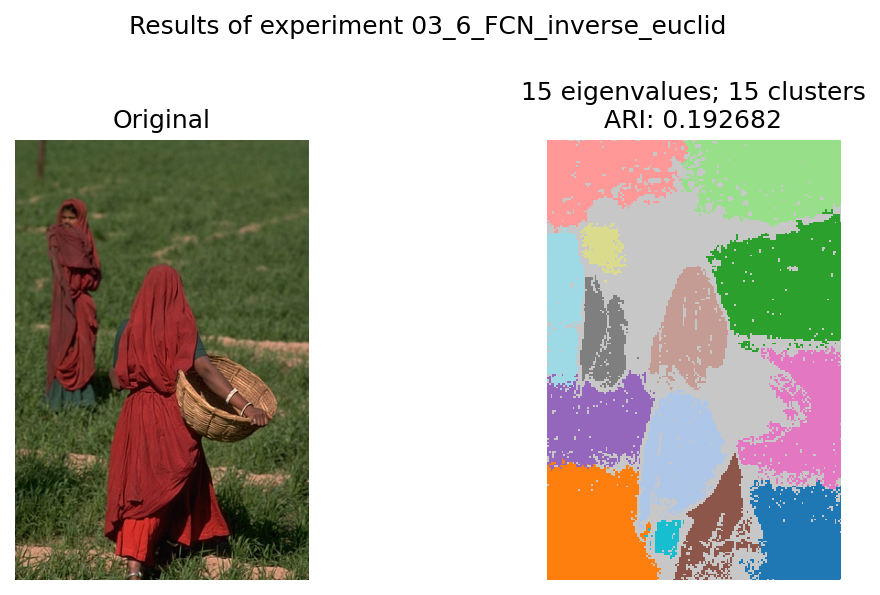 Results of experiment 03_6_FCN_inverse_euclid
Original
15 eigenvalues; 15 clusters
ARI: 0.192682